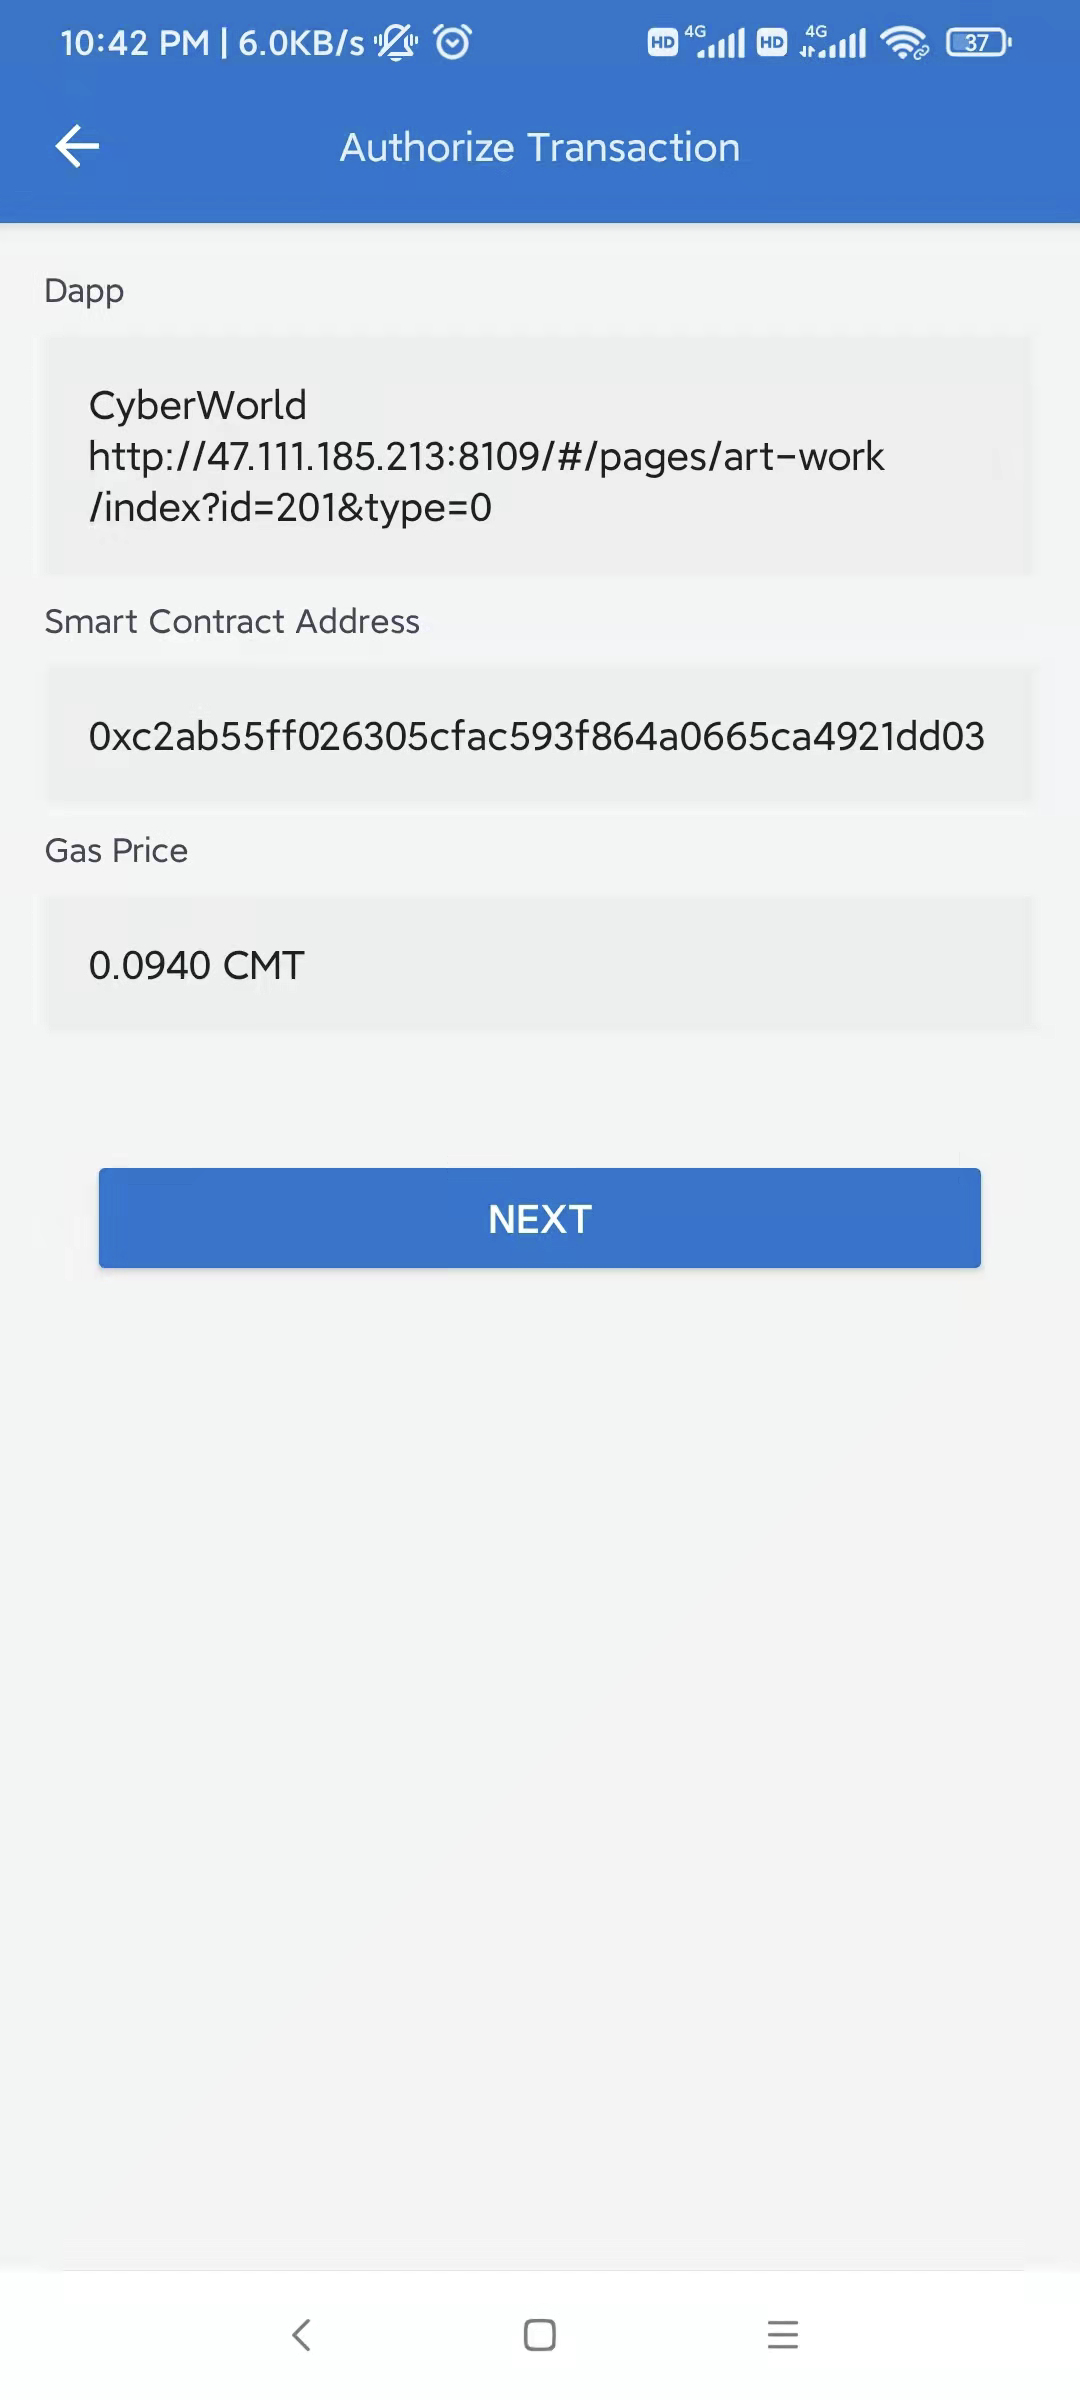 10:42 PM | 6.0KB/s HD 4G HD 4G 37
Authorize Transaction
Dapp
CyberWorld
http://47.111.185.213:8109/#/pages/art-work
/index?id=201&type=0
Smart Contract Address
0xc2ab55ff026305cfac593f864a0665ca4921dd03
Gas Price
0.0940 CMT
NEXT